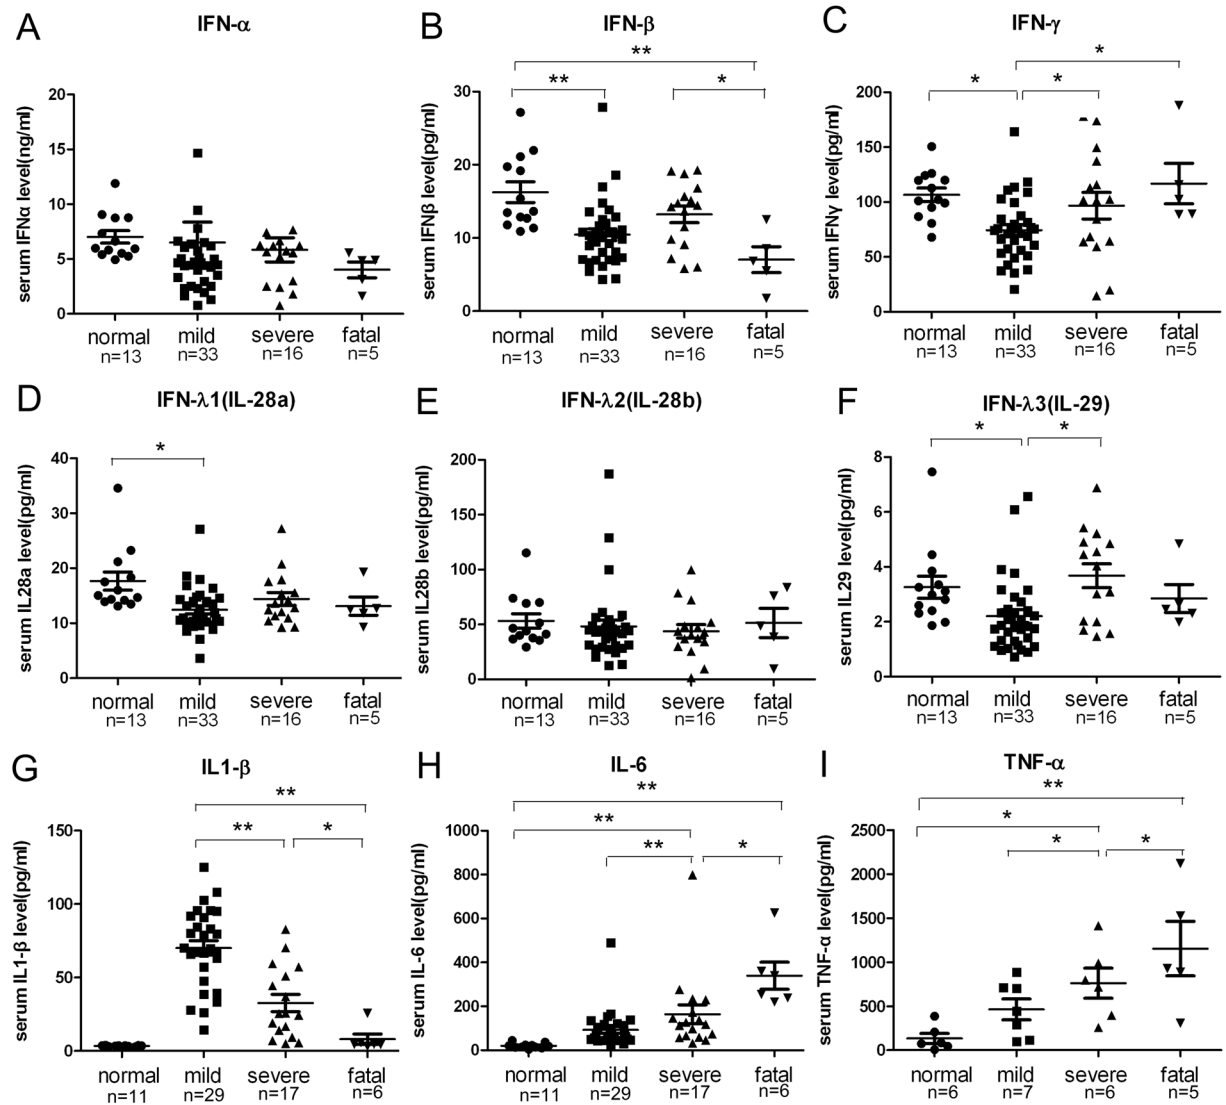 A IFN-α
B IFN-β
C IFN-γ
** ** *
* * *
serum IFNα level(ng/ml)
20
15
10
5
0
normal mild severe fatal
n=13 n=33 n=16 n=5
serum IFNβ level(pg/ml)
30
20
10
0
normal mild severe fatal
n=13 n=33 n=16 n=5
serum IFNγ level(pg/ml)
200
150
100
50
0
normal mild severe fatal
n=13 n=33 n=16 n=5
D IFN-λ1(IL-28a)
*
serum IL28a level(pg/ml)
40
30
20
10
0
normal mild severe fatal
n=13 n=33 n=16 n=5
E IFN-λ2(IL-28b)
serum IL28b level(pg/ml)
200
150
100
50
0
normal mild severe fatal
n=13 n=33 n=16 n=5
F IFN-λ3(IL-29)
* *
serum IL29 level(pg/ml)
8
6
4
2
0
normal mild severe fatal
n=13 n=33 n=16 n=5
G IL1-β
**
** *
serum IL1-β level(pg/ml)
150
100
50
0
normal mild severe fatal
n=11 n=29 n=17 n=6
H IL-6
**
**
** *
serum IL-6 level(pg/ml)
1000
800
600
400
200
0
normal mild severe fatal
n=11 n=29 n=17 n=6
I TNF-α
**
*
* *
serum TNF-α level(pg/ml)
2500
2000
1500
1000
500
0
normal mild severe fatal
n=6 n=7 n=6 n=5